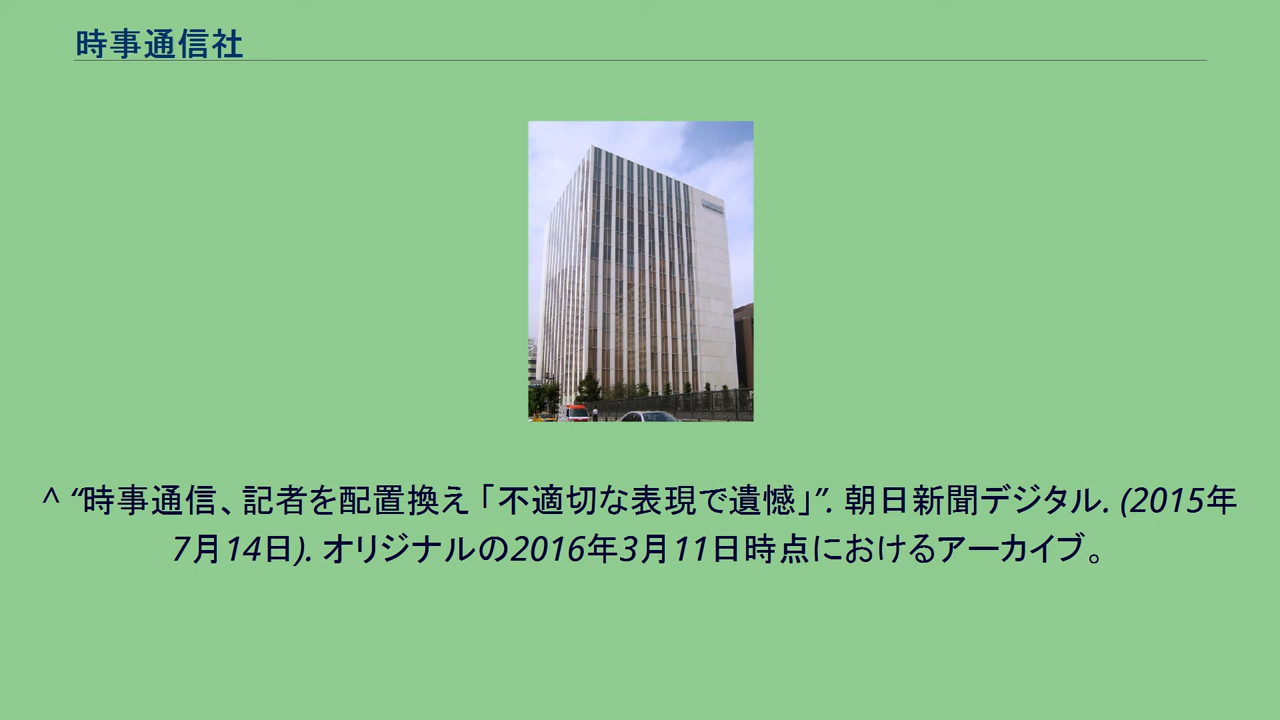 時事通信社
^ “時事通信、記者を配置換え 「不適切な表現で遺憾」”. 朝日新聞デジタル. (2015年
7月14日). オリジナルの2016年3月11日時点におけるアーカイブ。